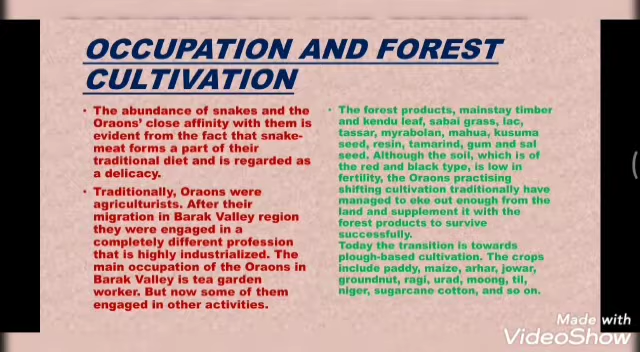 OCCUPATION AND FOREST
CULTIVATION
• The abundance of snakes and the
Oraons' close affinity with them is
evident from the fact that snake-
meat forms a part of their
traditional diet and is regarded as
a delicacy.
• Traditionally, Oraons were
agriculturists. After their
migration in Barak Valley region
they were engaged in a
completely different profession
that is highly industrialized. The
main occupation of the Oraons in
Barak Valley is tea garden
worker. But now some of them
engaged in other activities.
• The forest products, mainstay timber
and kendu leaf, sabai grass, lac,
tassar, myrabolan, mahua, kusuma
seed, resin, tamarind, gum and sal
seed. Although the soil, which is of
the red and black type, is low in
fertility, the Oraons practising
shifting cultivation traditionally have
managed to eke out enough from the
land and supplement it with the
forest products to survive
successfully.
Today the transition is towards
plough-based cultivation. The crops
include paddy, maize, arhar, jowar,
groundnut, ragi, urad, moong, til,
niger, sugarcane cotton, and so on.
Made with
VideoShow